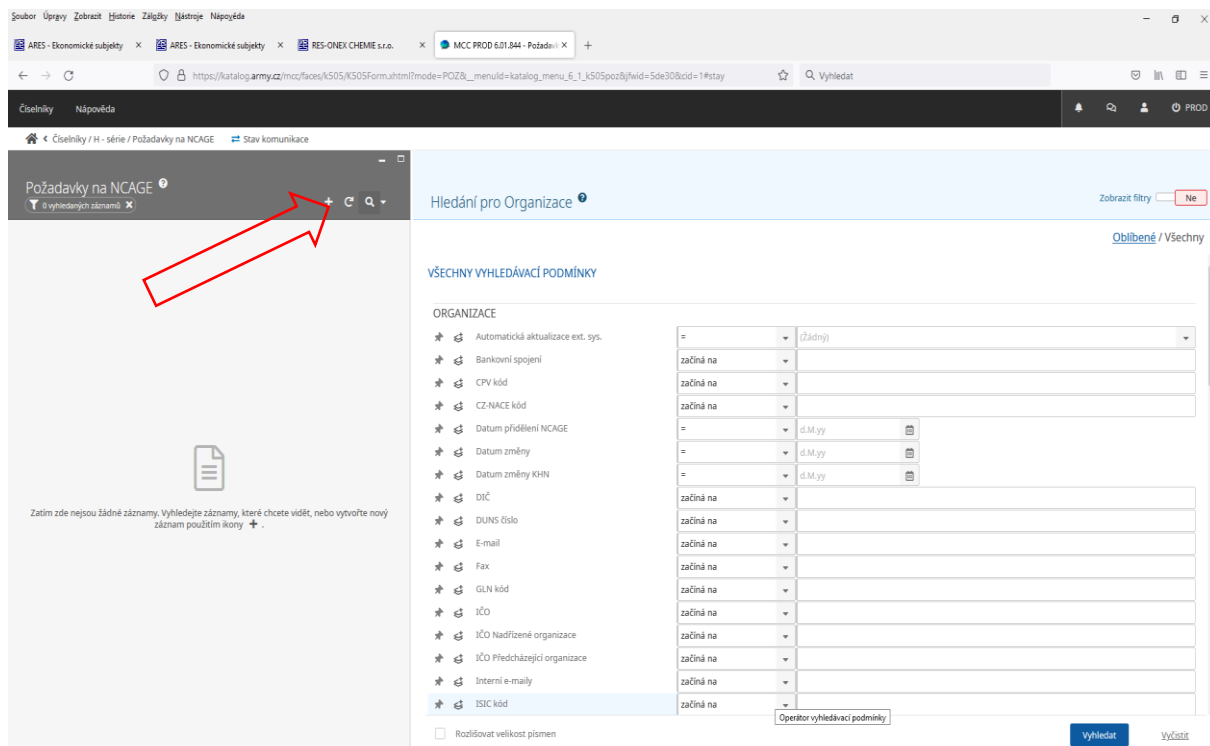 Soubor Úpravy Zobrazit Historie Záložky Nástroje Nápověda
ARES - Ekonomické subjekty
ARES - Ekonomické subjekty
RES-ONEX CHEMIE s.r.o.
MCC PROD 6.01.844 - Požadavk
https://katalog.army.cz/mcc/faces/k505/K505Form.xhtml?mode=POZ&__menuId=katalog_menu_6_1_k505poz&jfwid=5de30&cid=1#stay
Vyhledat
Číselníky Nápověda
PROD
Číselníky / H - série / Požadavky na NCAGE
Stav komunikace
Požadavky na NCAGE
0 vyhledaných záznamů X
Zatím zde nejsou žádné záznamy. Vyhledejte záznamy, které chcete vidět, nebo vytvořte nový
záznam použitím ikony + .
Hledání pro Organizace
Zobrazit filtry Ne
Oblíbené / Všechny
VŠECHNY VYHLEDÁVACÍ PODMÍNKY
ORGANIZACE
Automatická aktualizace ext. sys. = (Žádný)
Bankovní spojení začíná na
CPV kód začíná na
CZ-NACE kód začíná na
Datum přidělení NCAGE = d.M.yy
Datum změny = d.M.yy
Datum změny KHN = d.M.yy
DIČ začíná na
DUNS číslo začíná na
E-mail začíná na
Fax začíná na
GLN kód začíná na
IČO začíná na
IČO Nadřízené organizace začíná na
IČO Předcházející organizace začíná na
Interní e-maily začíná na
ISIC kód začíná na
Operátor vyhledávací podmínky
Rozlišovat velikost písmen
Vyhledat
Vyčistit